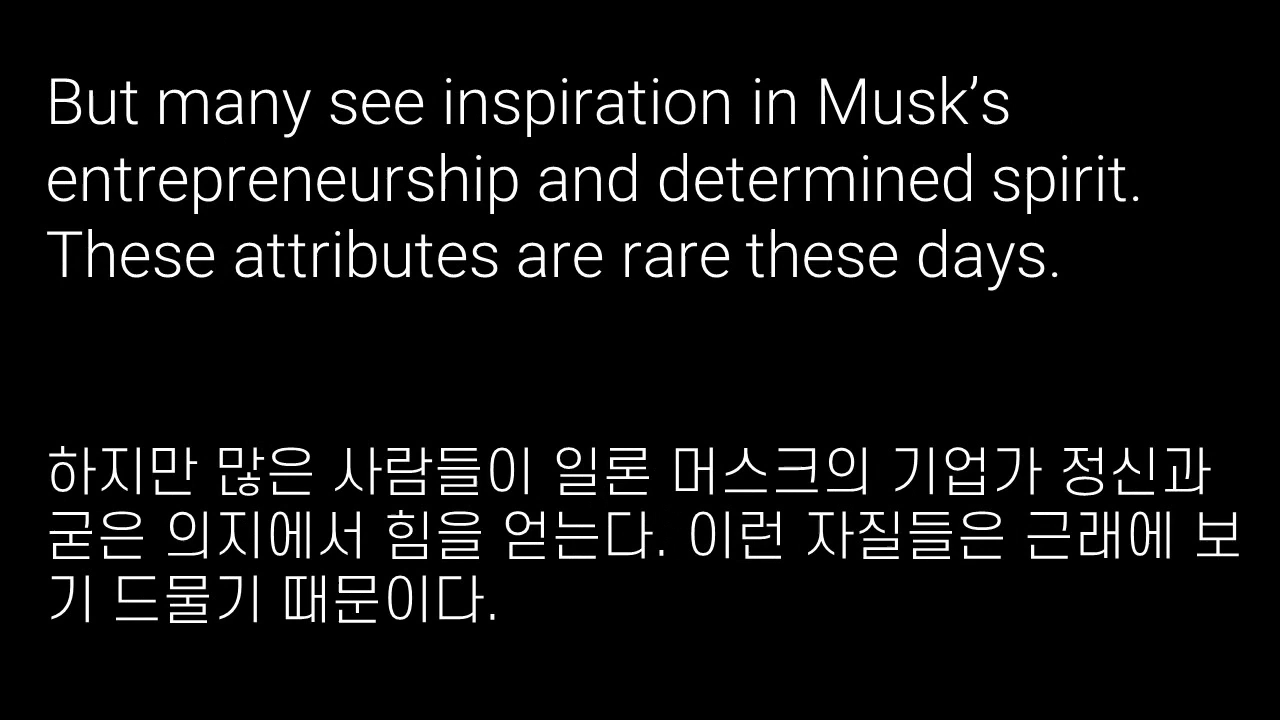 But many see inspiration in Musk’s
entrepreneurship and determined spirit.
These attributes are rare these days.
하지만 많은 사람들이 일론 머스크의 기업가 정신과
굳은 의지에서 힘을 얻는다. 이런 자질들은 근래에 보
기 드물기 때문이다.